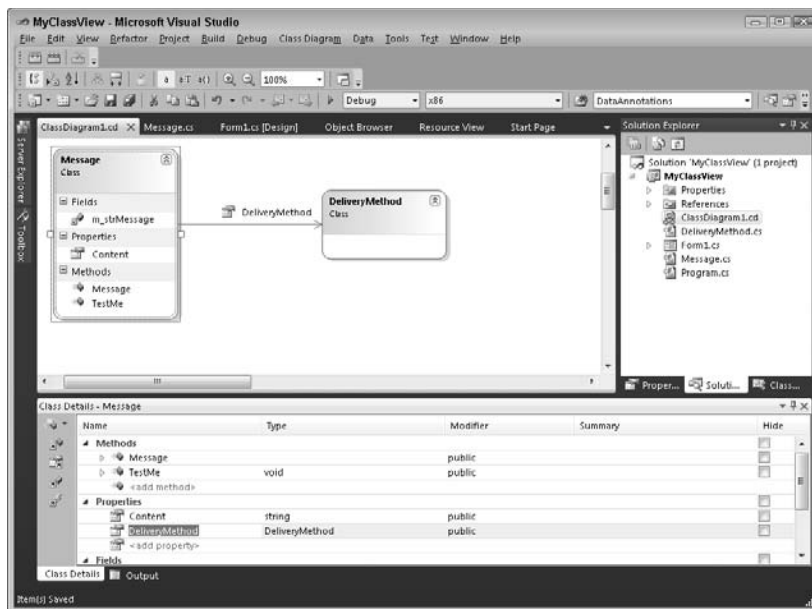 MyClassView - Microsoft Visual Studio
File Edit View Refactor Project Build Debug Class Diagram Data Tools Test Window Help
100%
Debug x86 DataAnnotations
Server Explorer
Toolbox
ClassDiagram1.cd Message.cs Form1.cs [Design] Object Browser Resource View Start Page
Message
Class
Fields
m_strMessage
Properties
Content
Methods
Message
TestMe
DeliveryMethod
DeliveryMethod
Class
Solution Explorer
Solution 'MyClassView' (1 project)
MyClassView
Properties
References
ClassDiagram1.cd
DeliveryMethod.cs
Form1.cs
Message.cs
Program.cs
Proper... Soluti... Class...
Class Details - Message
Name Type Modifier Summary Hide
Methods
Message public
TestMe void public
<add method>
Properties
Content string public
DeliveryMethod DeliveryMethod public
<add property>
Fields
Class Details Output
Item(s) Saved